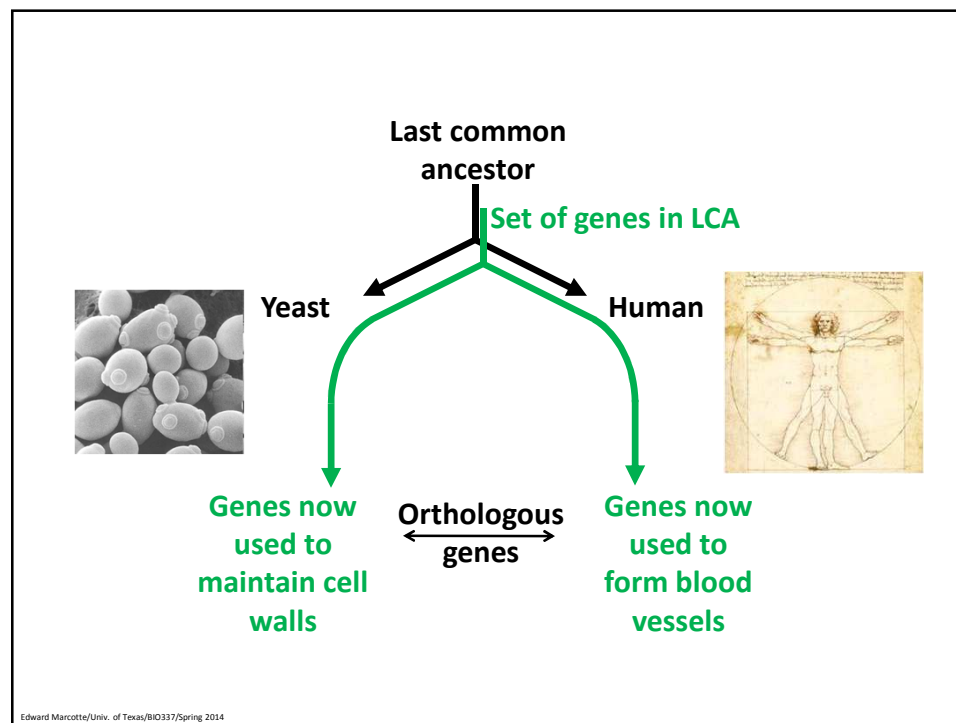 Last common
ancestor
Set of genes in LCA
Yeast
Human
Genes now
used to
maintain cell
walls
Orthologous
genes
Genes now
used to
form blood
vessels
Edward Marcotte/Univ. of Texas/BIO337/Spring 2014